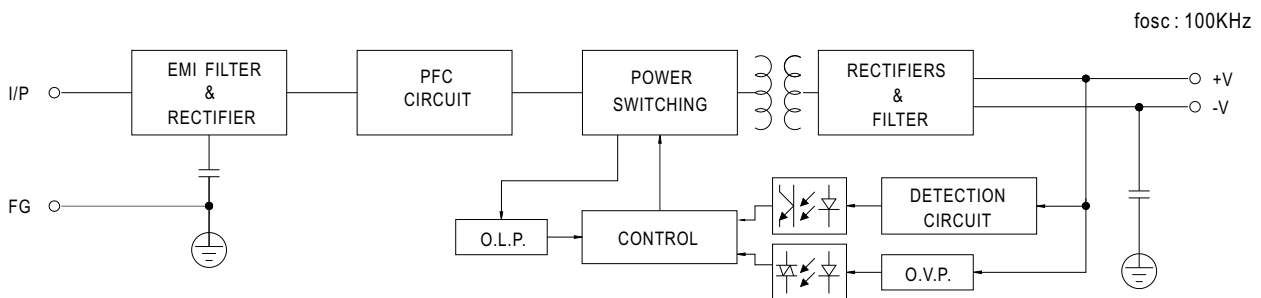 fosc : 100KHz
I/P
EMI FILTER
&
RECTIFIER
PFC
CIRCUIT
POWER
SWITCHING
RECTIFIERS
&
FILTER
+V
-V
FG
O.L.P.
CONTROL
DETECTION
CIRCUIT
O.V.P.